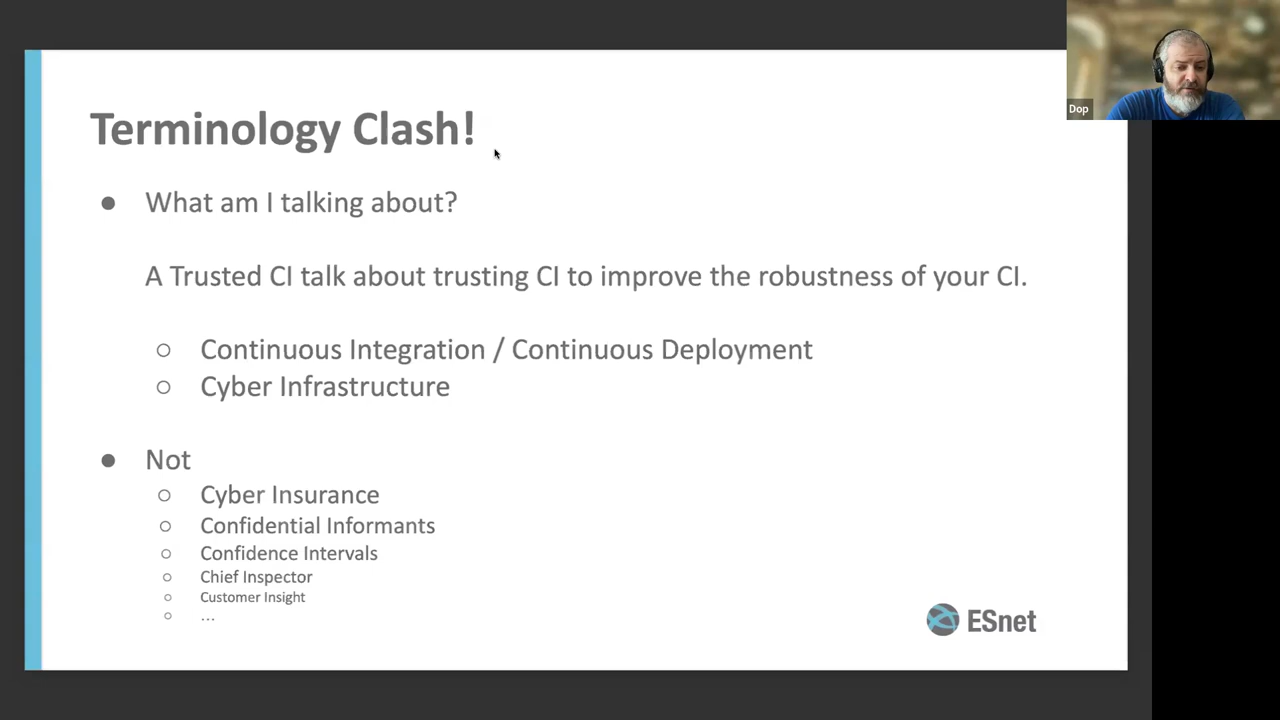 Dop
Terminology Clash!
● What am I talking about?
A Trusted CI talk about trusting CI to improve the robustness of your CI.
○ Continuous Integration / Continuous Deployment
○ Cyber Infrastructure
● Not
○ Cyber Insurance
○ Confidential Informants
○ Confidence Intervals
○ Chief Inspector
○ Customer Insight
○ …
ESnet